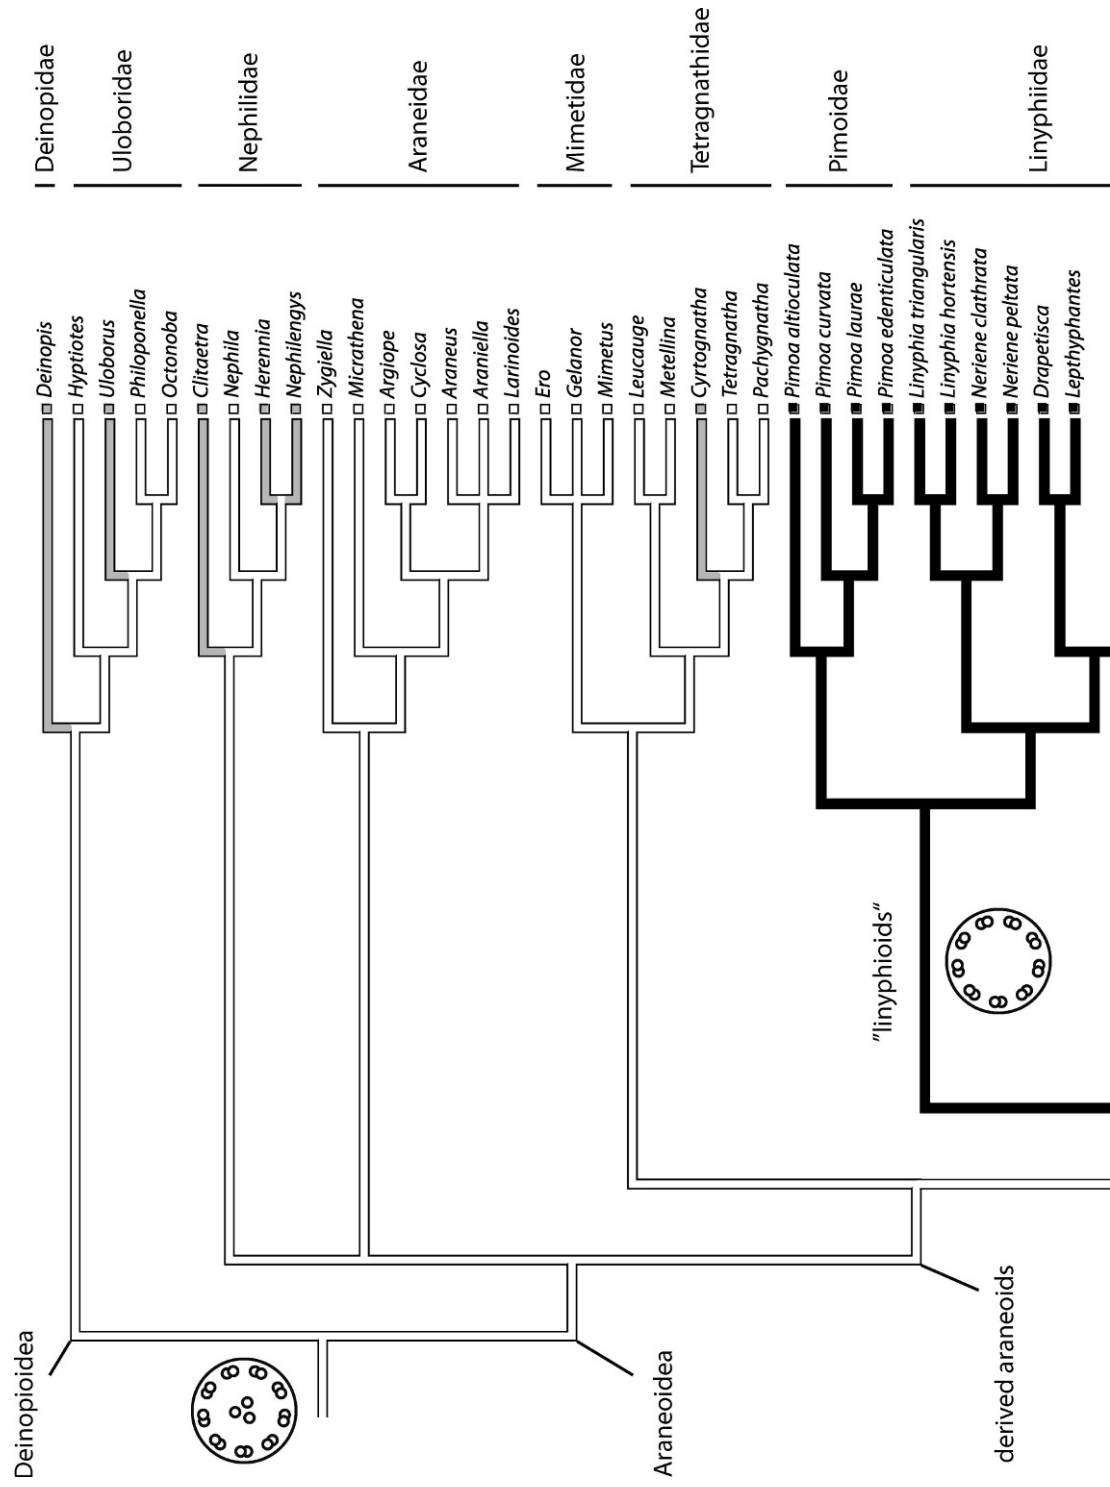 Deinopidae
Uloboridae
Nephilidae
Araneidae
Mimetidae
Tetragnathidae
Pimoidae
Linyphiidae
Deinopis
Hyptiotes
Uloborus
Philoponella
Octonoba
Clitaetra
Nephila
Herennia
Nephilengys
Zygiella
Micrathena
Argiope
Cyclosa
Araneus
Araniella
Larinoides
Ero
Gelanor
Mimetus
Leucauge
Metellina
Cyrtognatha
Tetragnatha
Pachygnatha
Pimoa altioculata
Pimoa curvata
Pimoa laurae
Pimoa edenticulata
Linyphia triangularis
Linyphia hortensis
Neriene clathrata
Neriene peltata
Drapetisca
Lepthyphantes
"linyphioids"
Deinopioidea
Araneoidea
derived araneoids